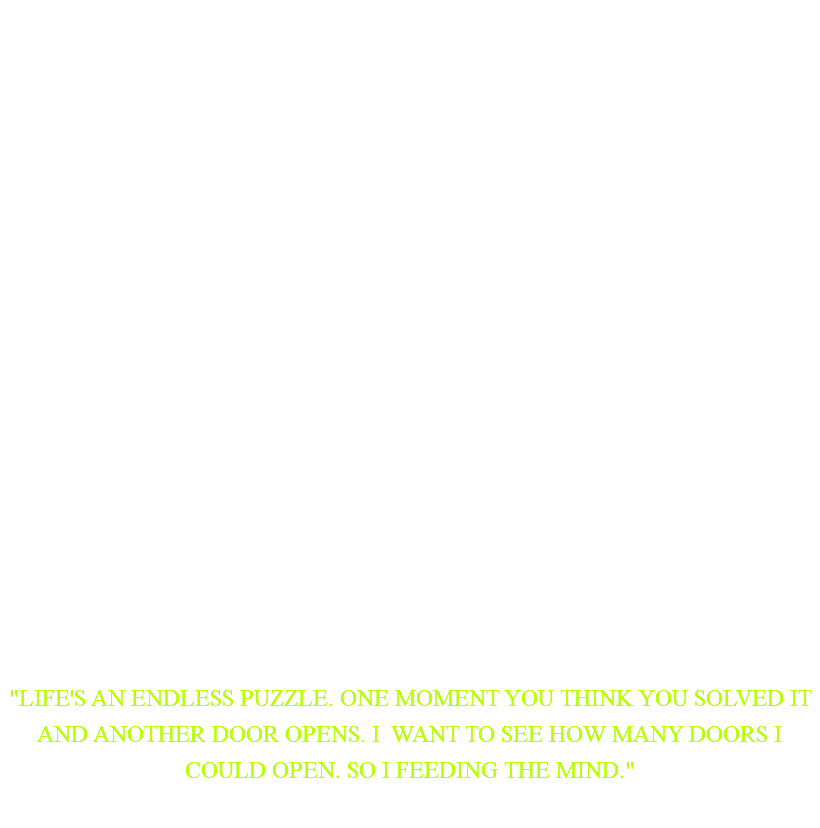 "LIFE'S AN ENDLESS PUZZLE. ONE MOMENT YOU THINK YOU SOLVED IT
AND ANOTHER DOOR OPENS. I  WANT TO SEE HOW MANY DOORS I
COULD OPEN. SO I FEEDING THE MIND."